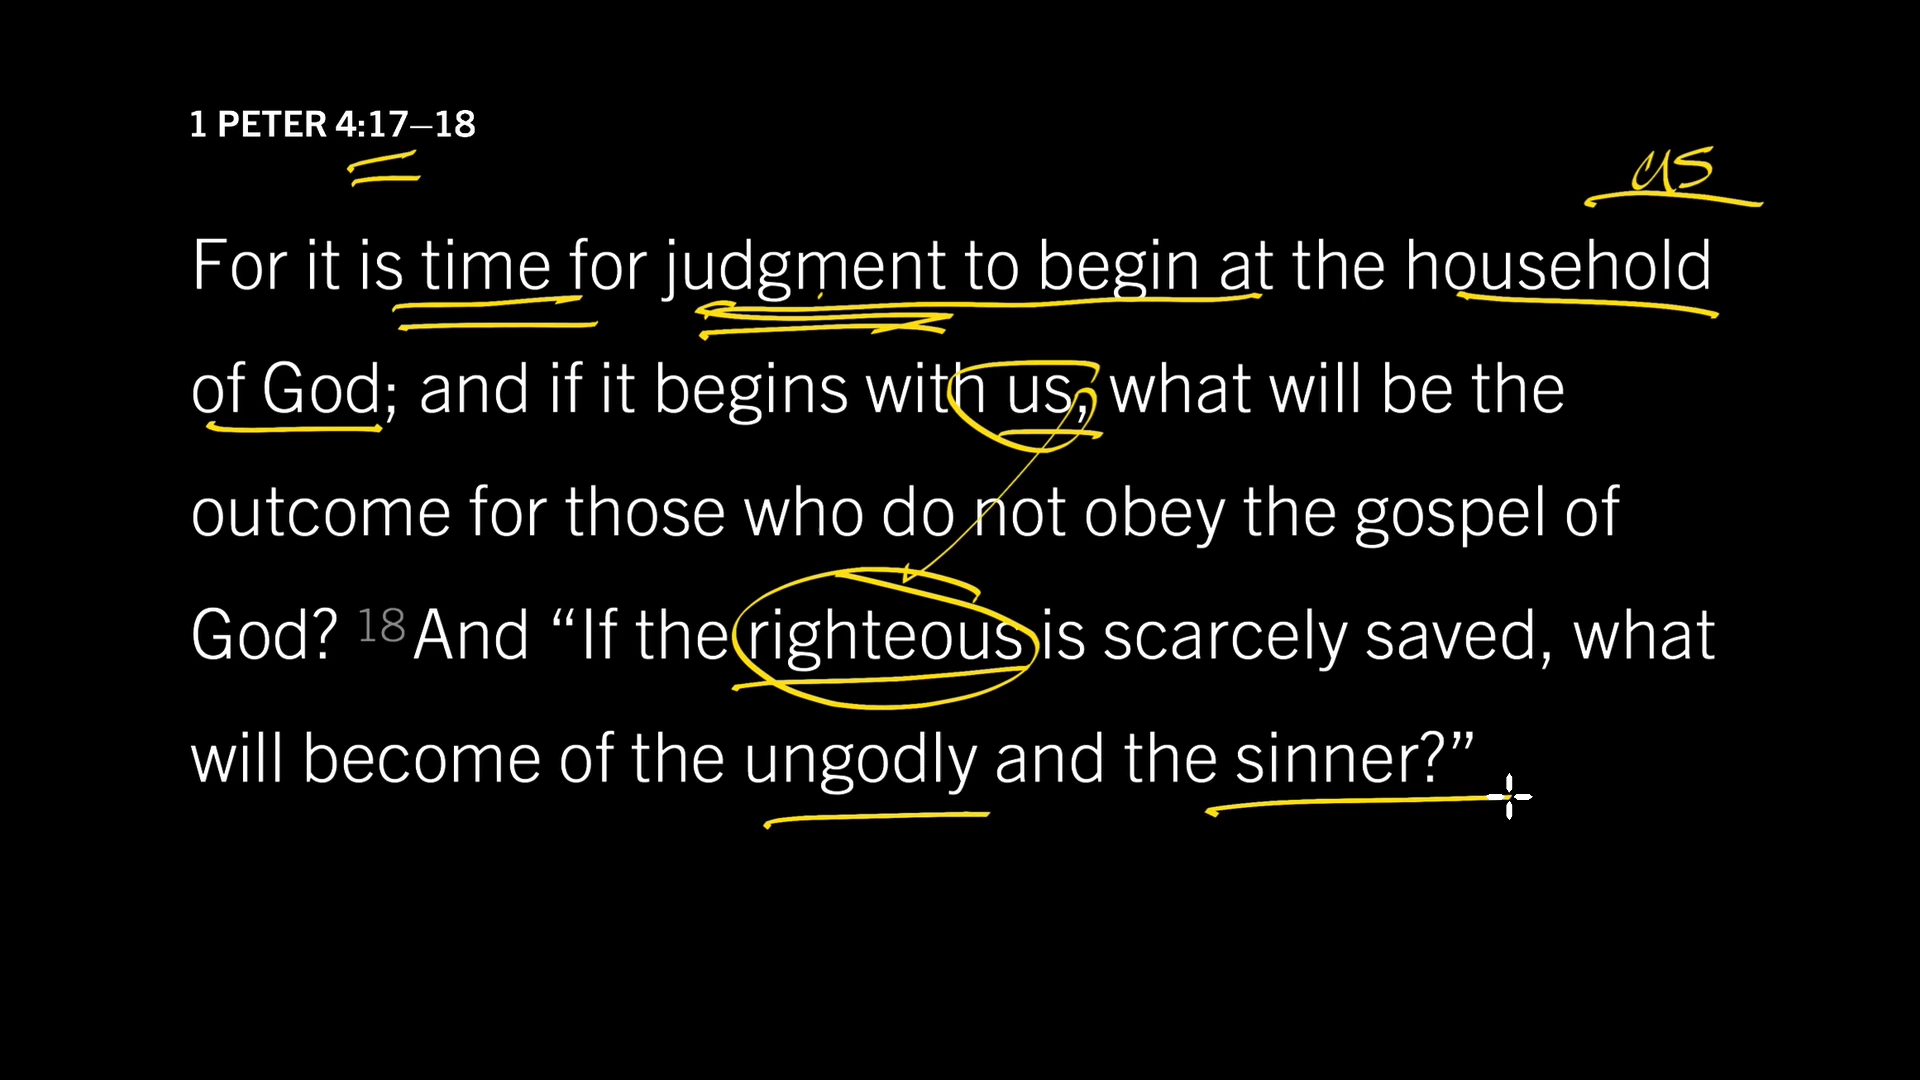 1 PETER 4:17–18
us
For it is time for judgment to begin at the household
of God; and if it begins with us, what will be the
outcome for those who do not obey the gospel of
God? 18 And “If the righteous is scarcely saved, what
will become of the ungodly and the sinner?”